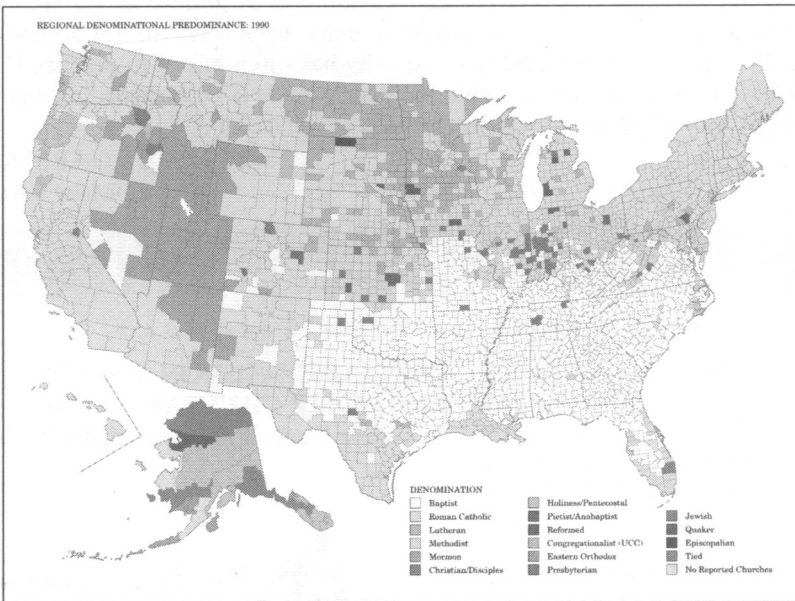 REGIONAL DENOMINATIONAL PREDOMINANCE: 1990
DENOMINATION
Baptist
Roman Catholic
Lutheran
Methodist
Mormon
Christian/Disciples
Holiness/Pentecostal
Pietist/Anabaptist
Reformed
Congregationalist (UCC)
Eastern Orthodox
Presbyterian
Jewish
Quaker
Episcopalian
Tied
No Reported Churches